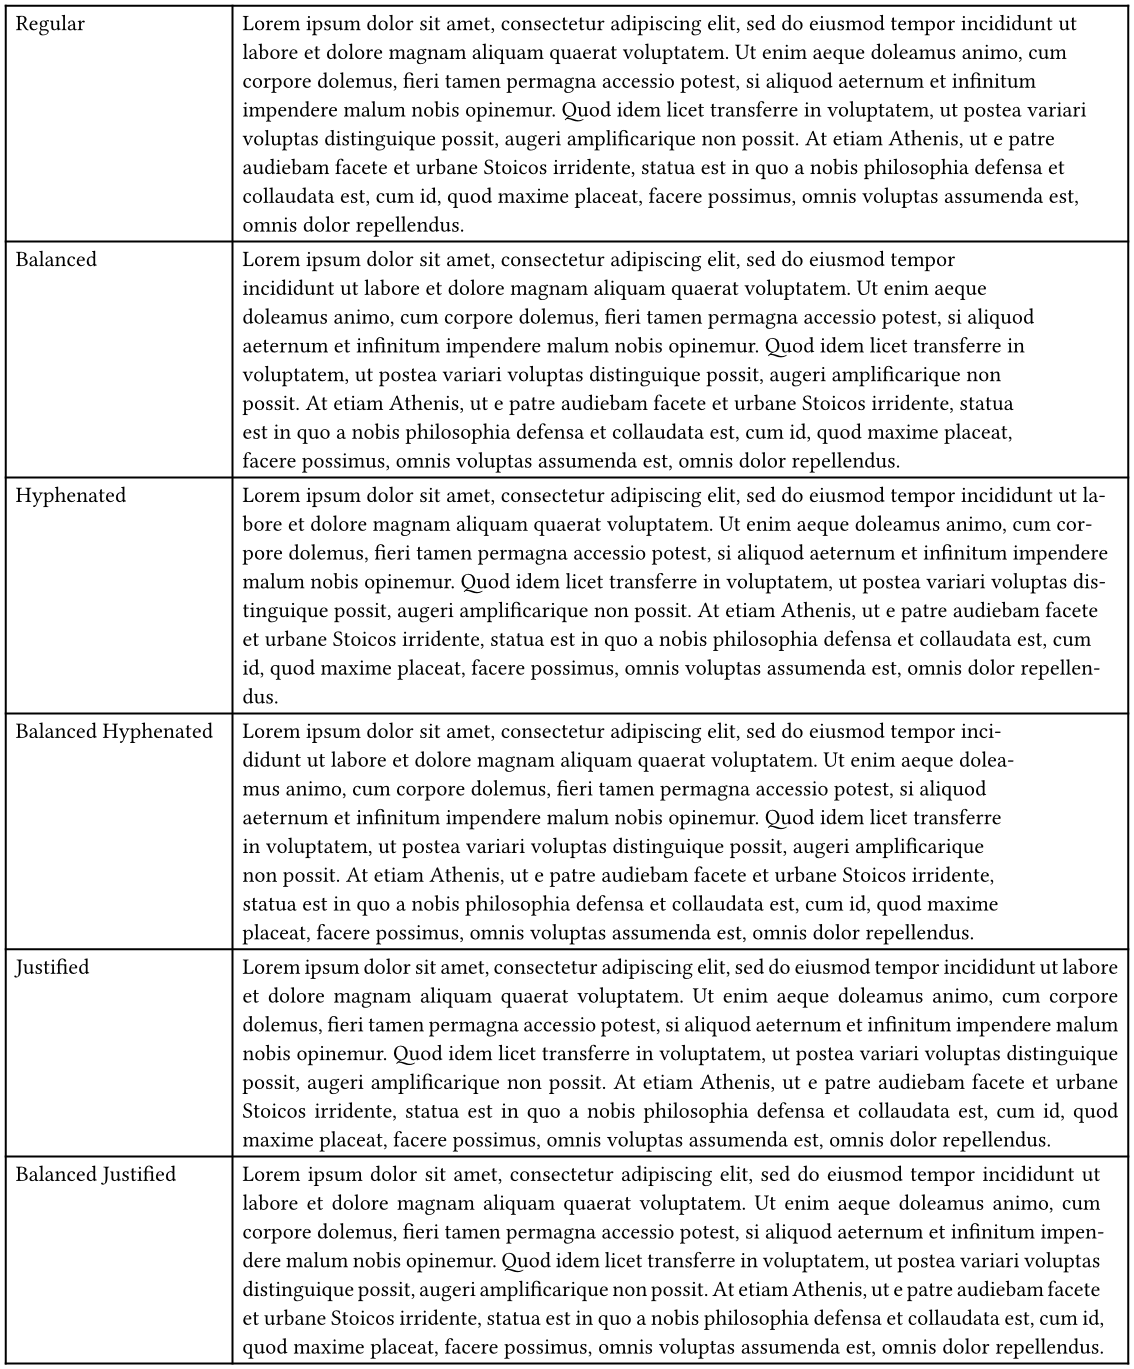 Regular
Lorem ipsum dolor sit amet, consectetur adipiscing elit, sed do eiusmod tempor incididunt ut
labore et dolore magnam aliquam quaerat voluptatem. Ut enim aeque doleamus animo, cum
corpore dolemus, fieri tamen permagna accessio potest, si aliquod aeternum et infinitum
impendere malum nobis opinemur. Quod idem licet transferre in voluptatem, ut postea variari
voluptas distinguique possit, augeri amplificarique non possit. At etiam Athenis, ut e patre
audiebam facete et urbane Stoicos irridente, statua est in quo a nobis philosophia defensa et
collaudata est, cum id, quod maxime placeat, facere possimus, omnis voluptas assumenda est,
omnis dolor repellendus.
Balanced
Lorem ipsum dolor sit amet, consectetur adipiscing elit, sed do eiusmod tempor
incididunt ut labore et dolore magnam aliquam quaerat voluptatem. Ut enim aeque
doleamus animo, cum corpore dolemus, fieri tamen permagna accessio potest, si aliquod
aeternum et infinitum impendere malum nobis opinemur. Quod idem licet transferre in
voluptatem, ut postea variari voluptas distinguique possit, augeri amplificarique non
possit. At etiam Athenis, ut e patre audiebam facete et urbane Stoicos irridente, statua
est in quo a nobis philosophia defensa et collaudata est, cum id, quod maxime placeat,
facere possimus, omnis voluptas assumenda est, omnis dolor repellendus.
Hyphenated
Lorem ipsum dolor sit amet, consectetur adipiscing elit, sed do eiusmod tempor incididunt ut la-
bore et dolore magnam aliquam quaerat voluptatem. Ut enim aeque doleamus animo, cum cor-
pore dolemus, fieri tamen permagna accessio potest, si aliquod aeternum et infinitum impendere
malum nobis opinemur. Quod idem licet transferre in voluptatem, ut postea variari voluptas dis-
tinguique possit, augeri amplificarique non possit. At etiam Athenis, ut e patre audiebam facete
et urbane Stoicos irridente, statua est in quo a nobis philosophia defensa et collaudata est, cum
id, quod maxime placeat, facere possimus, omnis voluptas assumenda est, omnis dolor repellen-
dus.
Balanced Hyphenated
Lorem ipsum dolor sit amet, consectetur adipiscing elit, sed do eiusmod tempor inci-
didunt ut labore et dolore magnam aliquam quaerat voluptatem. Ut enim aeque dolea-
mus animo, cum corpore dolemus, fieri tamen permagna accessio potest, si aliquod
aeternum et infinitum impendere malum nobis opinemur. Quod idem licet transferre
in voluptatem, ut postea variari voluptas distinguique possit, augeri amplificarique
non possit. At etiam Athenis, ut e patre audiebam facete et urbane Stoicos irridente,
statua est in quo a nobis philosophia defensa et collaudata est, cum id, quod maxime
placeat, facere possimus, omnis voluptas assumenda est, omnis dolor repellendus.
Justified
Lorem ipsum dolor sit amet, consectetur adipiscing elit, sed do eiusmod tempor incididunt ut labore
et dolore magnam aliquam quaerat voluptatem. Ut enim aeque doleamus animo, cum corpore
dolemus, fieri tamen permagna accessio potest, si aliquod aeternum et infinitum impendere malum
nobis opinemur. Quod idem licet transferre in voluptatem, ut postea variari voluptas distinguique
possit, augeri amplificarique non possit. At etiam Athenis, ut e patre audiebam facete et urbane
Stoicos irridente, statua est in quo a nobis philosophia defensa et collaudata est, cum id, quod
maxime placeat, facere possimus, omnis voluptas assumenda est, omnis dolor repellendus.
Balanced Justified
Lorem ipsum dolor sit amet, consectetur adipiscing elit, sed do eiusmod tempor incididunt ut
labore et dolore magnam aliquam quaerat voluptatem. Ut enim aeque doleamus animo, cum
corpore dolemus, fieri tamen permagna accessio potest, si aliquod aeternum et infinitum impen-
dere malum nobis opinemur. Quod idem licet transferre in voluptatem, ut postea variari voluptas
distinguique possit, augeri amplificarique non possit. At etiam Athenis, ut e patre audiebam facete
et urbane Stoicos irridente, statua est in quo a nobis philosophia defensa et collaudata est, cum id,
quod maxime placeat, facere possimus, omnis voluptas assumenda est, omnis dolor repellendus.